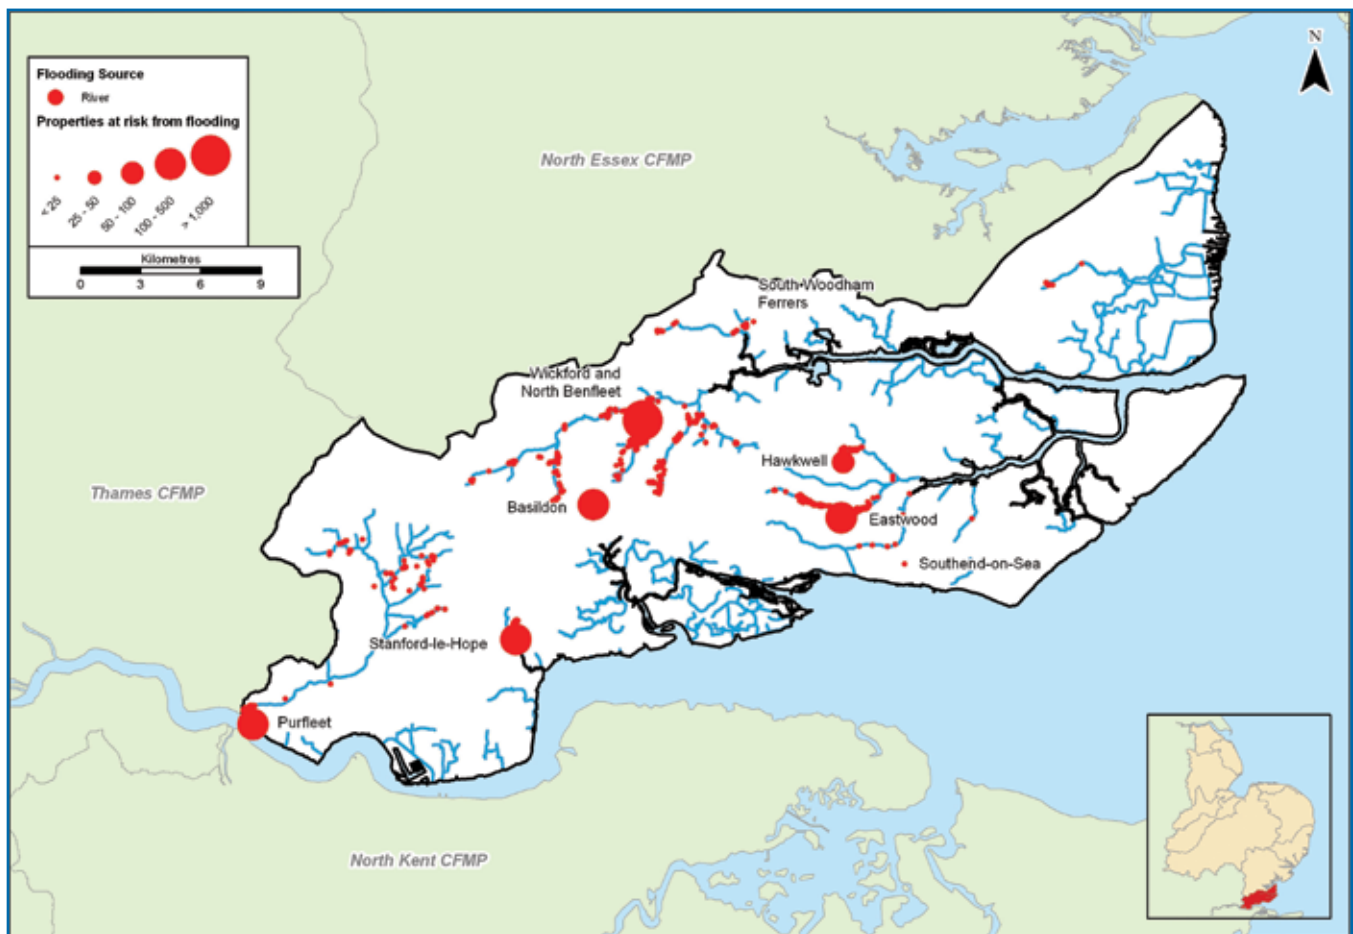 Flooding Source
River
Properties at risk from flooding
< 25
25 - 50
50 - 100
100 - 500
> 1,000
Kilometres
0 3 6 9
N
North Essex CFMP
South Woodham
Ferrers
Wickford and
North Benfleet
Hawkwell
Thames CFMP
Basildon
Eastwood
Southend-on-Sea
Stanford-le-Hope
Purfleet
North Kent CFMP